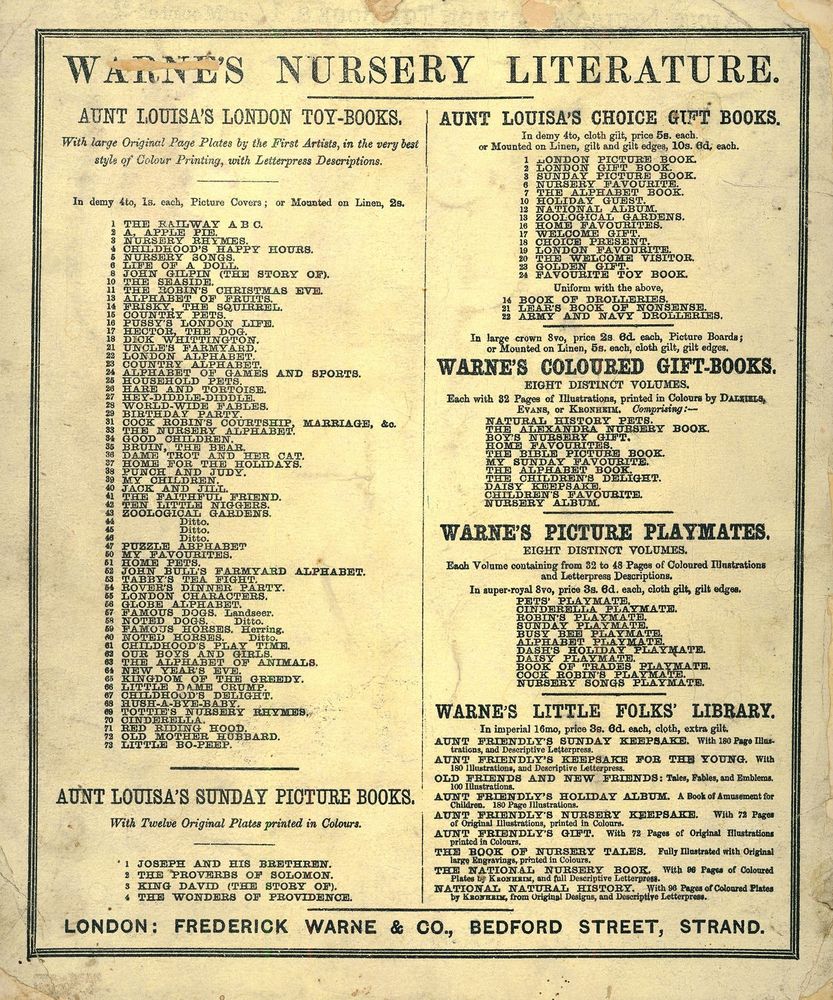 WARNE'S NURSERY LITERATURE.
AUNT LOUISA'S LONDON TOY-BOOKS.
With large Original Page Plates by the First Artists, in the very best
style of Colour Printing, with Letterpress Descriptions.
In demy 4to, 1s. each, Picture Covers; or Mounted on Linen, 2s.
1 THE RAILWAY A B C.
2 A, APPLE PIE.
3 NURSERY RHYMES.
4 CHILDHOOD'S HAPPY HOURS.
5 NURSERY SONGS.
6 LIFE OF A DOLL.
8 JOHN GILPIN (THE STORY OF).
10 THE SEASIDE.
11 THE ROBIN'S CHRISTMAS EVE.
13 ALPHABET OF FRUITS.
14 FRISKY, THE SQUIRREL.
15 COUNTRY PETS.
16 PUSSY'S LONDON LIFE.
17 HECTOR, THE DOG.
18 DICK WHITTINGTON.
21 UNCLE'S FARMYARD.
22 LONDON ALPHABET.
23 COUNTRY ALPHABET.
24 ALPHABET OF GAMES AND SPORTS.
25 HOUSEHOLD PETS.
26 HARE AND TORTOISE.
27 HEY-DIDDLE-DIDDLE.
28 WORLD-WIDE FABLES.
29 BIRTHDAY PARTY.
31 COCK ROBIN'S COURTSHIP, MARRIAGE, &c.
33 THE NURSERY ALPHABET.
34 GOOD CHILDREN.
35 BRUIN, THE BEAR.
36 DAME TROT AND HER CAT.
37 HOME FOR THE HOLIDAYS.
38 PUNCH AND JUDY.
39 MY CHILDREN.
40 JACK AND JILL.
41 THE FAITHFUL FRIEND.
42 TEN LITTLE NIGGERS.
43 ZOOLOGICAL GARDENS.
44 Ditto.
45 Ditto.
46 Ditto.
47 PUZZLE ABPHABET
50 MY FAVOURITES.
51 HOME PETS.
52 JOHN BULL'S FARMYARD ALPHABET.
53 TABBY'S TEA FIGHT.
54 ROVER'S DINNER PARTY.
55 LONDON CHARACTERS.
56 GLOBE ALPHABET.
57 FAMOUS DOGS. Landseer.
58 NOTED DOGS. Ditto.
59 FAMOUS HORSES. Herring.
60 NOTED HORSES. Ditto.
61 CHILDHOOD'S PLAY TIME.
62 OUR BOYS AND GIRLS.
63 THE ALPHABET OF ANIMALS.
64 NEW YEAR'S EVE.
65 KINGDOM OF THE GREEDY.
66 LITTLE DAME CRUMP.
67 CHILDHOOD'S DELIGHT.
68 HUSH-A-BYE-BABY.
69 TOTTIE'S NURSERY RHYMES.
70 CINDERELLA.
71 RED RIDING HOOD.
72 OLD MOTHER HUBBARD.
73 LITTLE BO-PEEP.
AUNT LOUISA'S SUNDAY PICTURE BOOKS.
With Twelve Original Plates printed in Colours.
1 JOSEPH AND HIS BRETHREN.
2 THE PROVERBS OF SOLOMON.
3 KING DAVID (THE STORY OF).
4 THE WONDERS OF PROVIDENCE.
AUNT LOUISA'S CHOICE GIFT BOOKS.
In demy 4to, cloth gilt, price 5s. each.
or Mounted on Linen, gilt and gilt edges, 10s. 6d. each.
1 LONDON PICTURE BOOK.
2 LONDON GIFT BOOK.
3 SUNDAY PICTURE BOOK.
6 NURSERY FAVOURITE.
7 THE ALPHABET BOOK.
10 HOLIDAY GUEST.
12 NATIONAL ALBUM.
13 ZOOLOGICAL GARDENS.
16 HOME FAVOURITES.
17 WELCOME GIFT.
18 CHOICE PRESENT.
19 LONDON FAVOURITE.
20 THE WELCOME VISITOR.
23 GOLDEN GIFT.
24 FAVOURITE TOY BOOK.
Uniform with the above,
14 BOOK OF DROLLERIES.
21 LEAR'S BOOK OF NONSENSE.
22 ARMY AND NAVY DROLLERIES.
In large crown 8vo, price 2s. 6d. each, Picture Boards;
or Mounted on Linen, 5s. each, cloth gilt, gilt edges.
WARNE'S COLOURED GIFT-BOOKS.
EIGHT DISTINCT VOLUMES.
Each with 32 Pages of Illustrations, printed in Colours by DALZIELS,
EVANS, or KRONHEIM. Comprising:—
NATURAL HISTORY PETS.
THE ALEXANDRA NURSERY BOOK.
BOY'S NURSERY GIFT.
HOME FAVOURITES.
THE BIBLE PICTURE BOOK.
MY SUNDAY FAVOURITE.
THE ALPHABET BOOK.
THE CHILDREN'S DELIGHT.
DAISY KEEPSAKE.
CHILDREN'S FAVOURITE.
NURSERY ALBUM.
WARNE'S PICTURE PLAYMATES.
EIGHT DISTINCT VOLUMES.
Each Volume containing from 32 to 48 Pages of Coloured Illustrations
and Letterpress Descriptions.
In super-royal 8vo, price 3s. 6d. each, cloth gilt, gilt edges.
PETS' PLAYMATE.
CINDERELLA PLAYMATE.
ROBIN'S PLAYMATE.
SUNDAY PLAYMATE.
BUSY BEE PLAYMATE.
ALPHABET PLAYMATE.
DASH'S HOLIDAY PLAYMATE.
DAISY PLAYMATE.
BOOK OF TRADES PLAYMATE.
COCK ROBIN'S PLAYMATE.
NURSERY SONGS PLAYMATE.
WARNE'S LITTLE FOLKS' LIBRARY.
In imperial 16mo, price 3s. 6d. each, cloth, extra gilt.
AUNT FRIENDLY'S SUNDAY KEEPSAKE. With 180 Page Illus-
trations, and Descriptive Letterpress.
AUNT FRIENDLY'S KEEPSAKE FOR THE YOUNG. With
180 Illustrations, and Descriptive Letterpress.
OLD FRIENDS AND NEW FRIENDS: Tales, Fables, and Emblems.
100 Illustrations.
AUNT FRIENDLY'S HOLIDAY ALBUM. A Book of Amusement for
Children. 180 Page Illustrations.
AUNT FRIENDLY'S NURSERY KEEPSAKE. With 72 Pages
of Original Illustrations, printed in Colours.
AUNT FRIENDLY'S GIFT. With 72 Pages of Original Illustrations
printed in Colours.
THE BOOK OF NURSERY TALES. Fully Illustrated with Original
large Engravings, printed in Colours.
THE NATIONAL NURSERY BOOK. With 96 Pages of Coloured
Plates by KRONHEIM, and full Descriptive Letterpress.
NATIONAL NATURAL HISTORY. With 96 Pages of Coloured Plates
by KRONHEIM, from Original Designs, and Descriptive Letterpress.
LONDON: FREDERICK WARNE & CO., BEDFORD STREET, STRAND.